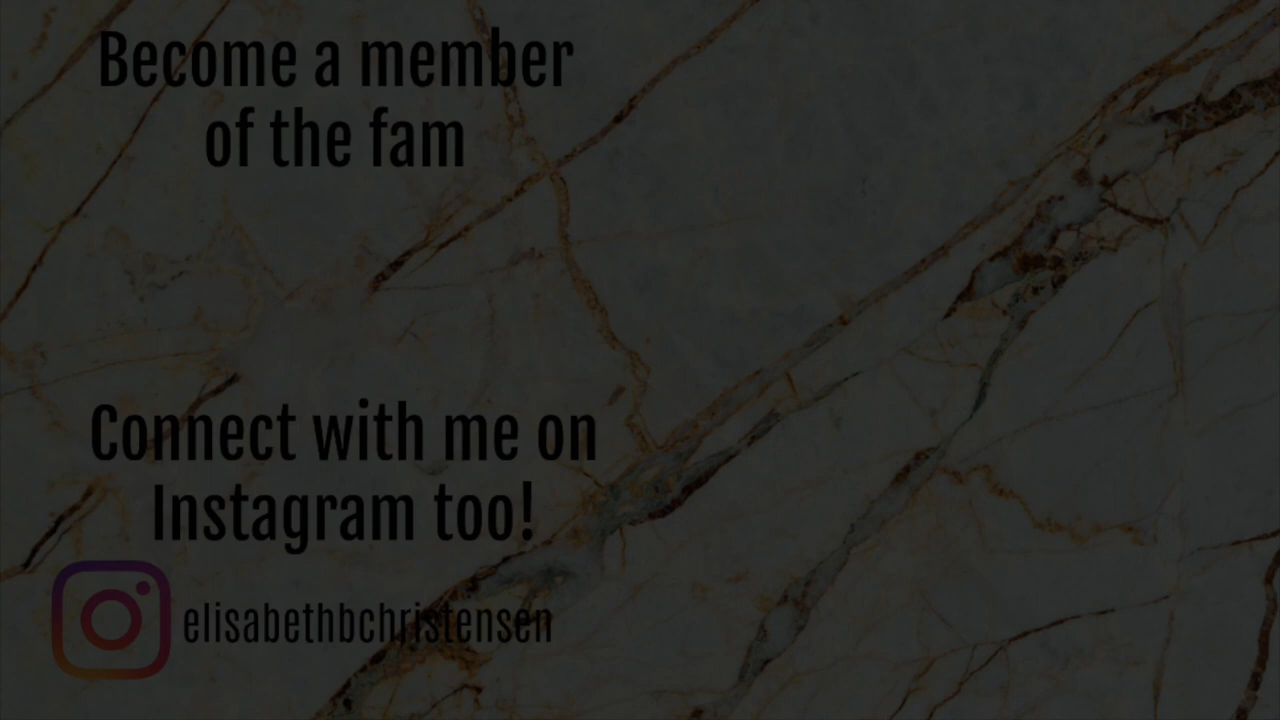 Become a member
of the fam
Connect with me on
Instagram too!
elisabethbchristensen